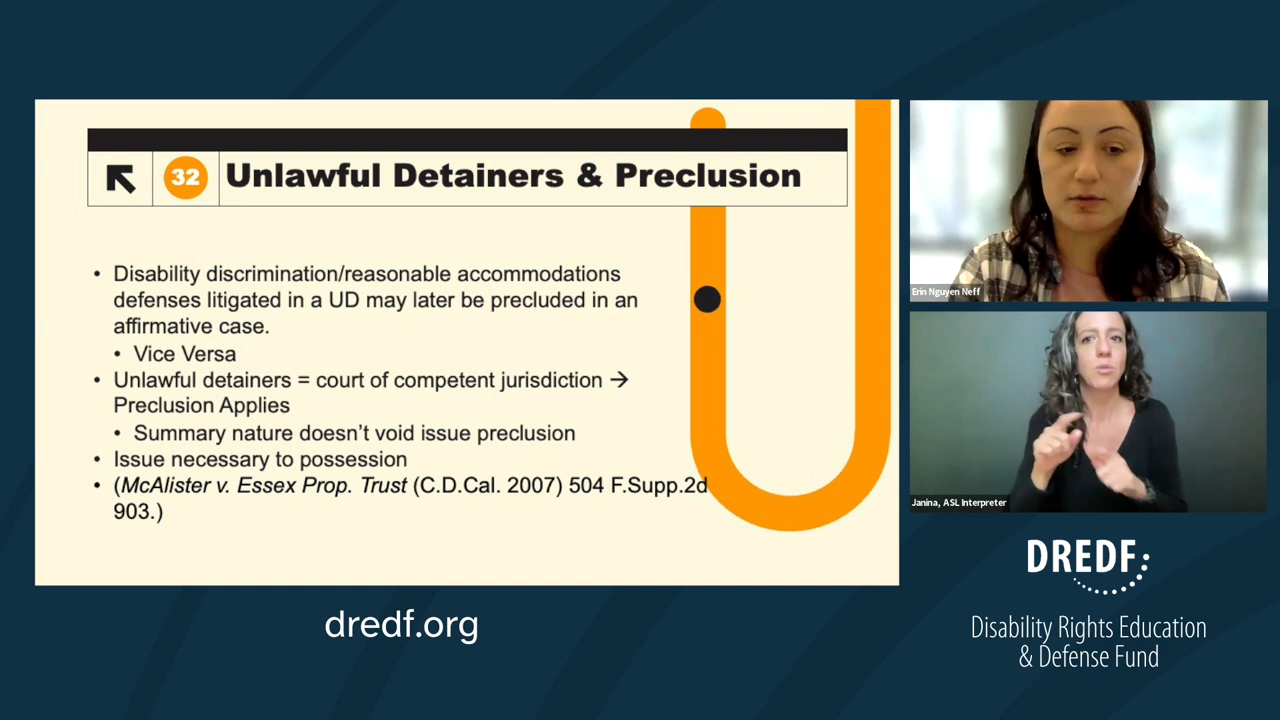 32
Unlawful Detainers & Preclusion
• Disability discrimination/reasonable accommodations
defenses litigated in a UD may later be precluded in an
affirmative case.
• Vice Versa
• Unlawful detainers = court of competent jurisdiction →
Preclusion Applies
• Summary nature doesn’t void issue preclusion
• Issue necessary to possession
• (McAlister v. Essex Prop. Trust (C.D.Cal. 2007) 504 F.Supp.2d
903.)
Erin Nguyen Neff
Janina, ASL Interpreter
dredf.org
DREDF
Disability Rights Education
& Defense Fund